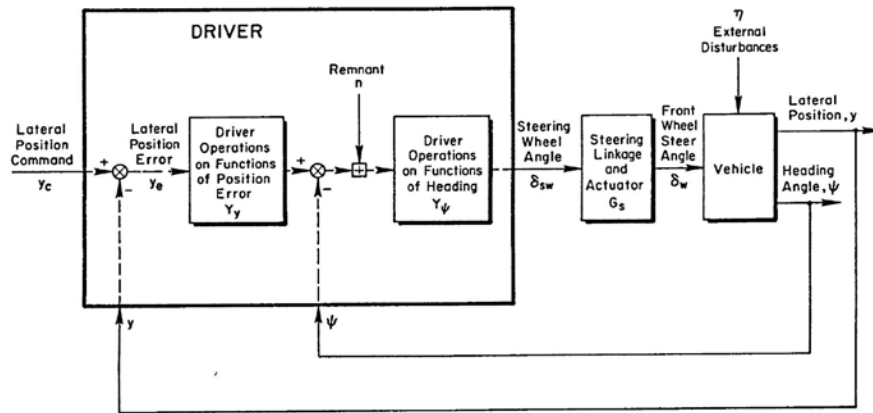 DRIVER
η
External
Disturbances
Remnant
n
Lateral
Position
Command
y_c
+
-
Lateral
Position
Error
y_e
Driver
Operations
on Functions
of Position
Error
Y_y
+
-
Driver
Operations
on Functions
of Heading
Y_ψ
Steering
Wheel
Angle
δ_sw
Steering
Linkage
and
Actuator
G_s
Front
Wheel
Steer
Angle
δ_w
Vehicle
Lateral
Position, y
Heading
Angle, ψ
y
ψ